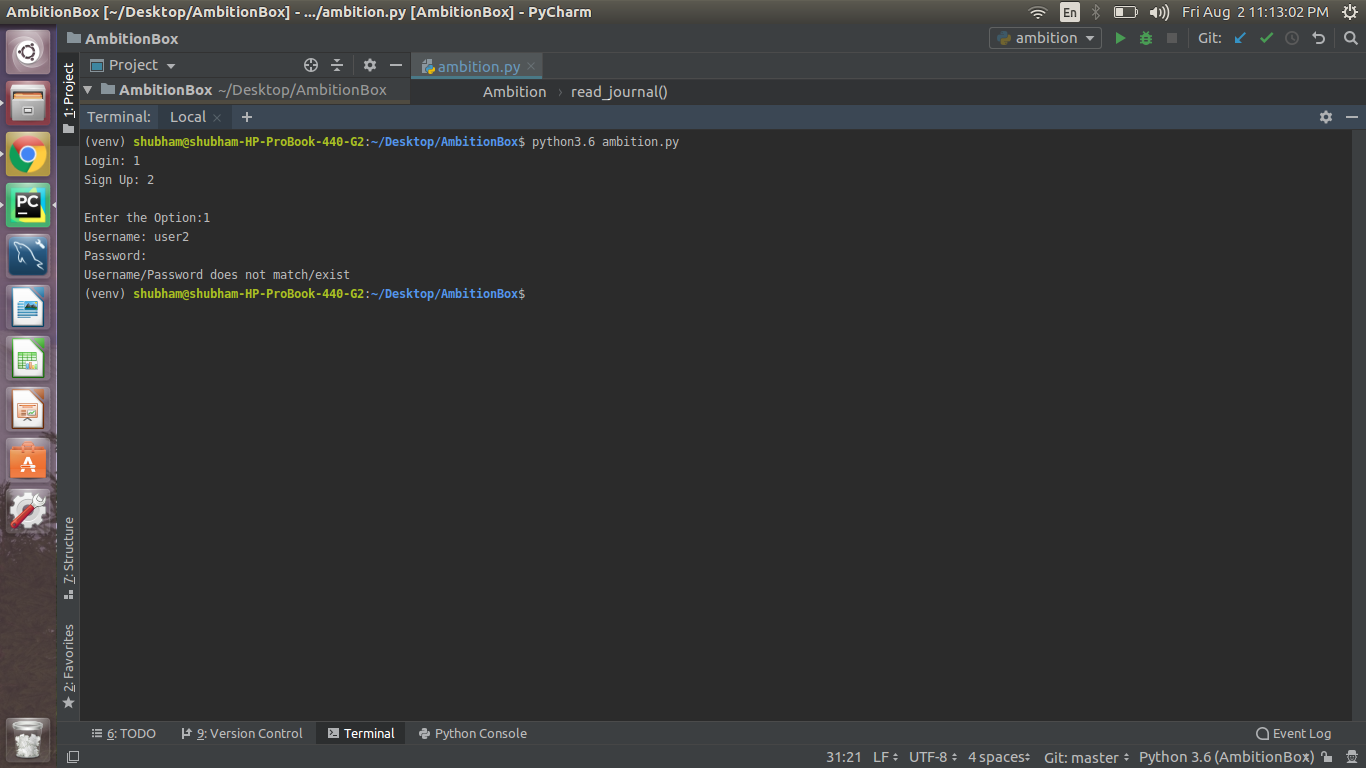 AmbitionBox [~/Desktop/AmbitionBox] - .../ambition.py [AmbitionBox] - PyCharm
En
Fri Aug 2 11:13:02 PM
AmbitionBox
ambition
Git:
1: Project
Project
ambition.py
AmbitionBox ~/Desktop/AmbitionBox
Ambition › read_journal()
Terminal: Local × +
(venv) shubham@shubham-HP-ProBook-440-G2:~/Desktop/AmbitionBox$ python3.6 ambition.py
Login: 1
Sign Up: 2
Enter the Option:1
Username: user2
Password:
Username/Password does not match/exist
(venv) shubham@shubham-HP-ProBook-440-G2:~/Desktop/AmbitionBox$
PC
A
7: Structure
2: Favorites
6: TODO
9: Version Control
Terminal
Python Console
Event Log
31:21 LF UTF-8 4 spaces Git: master Python 3.6 (AmbitionBox)